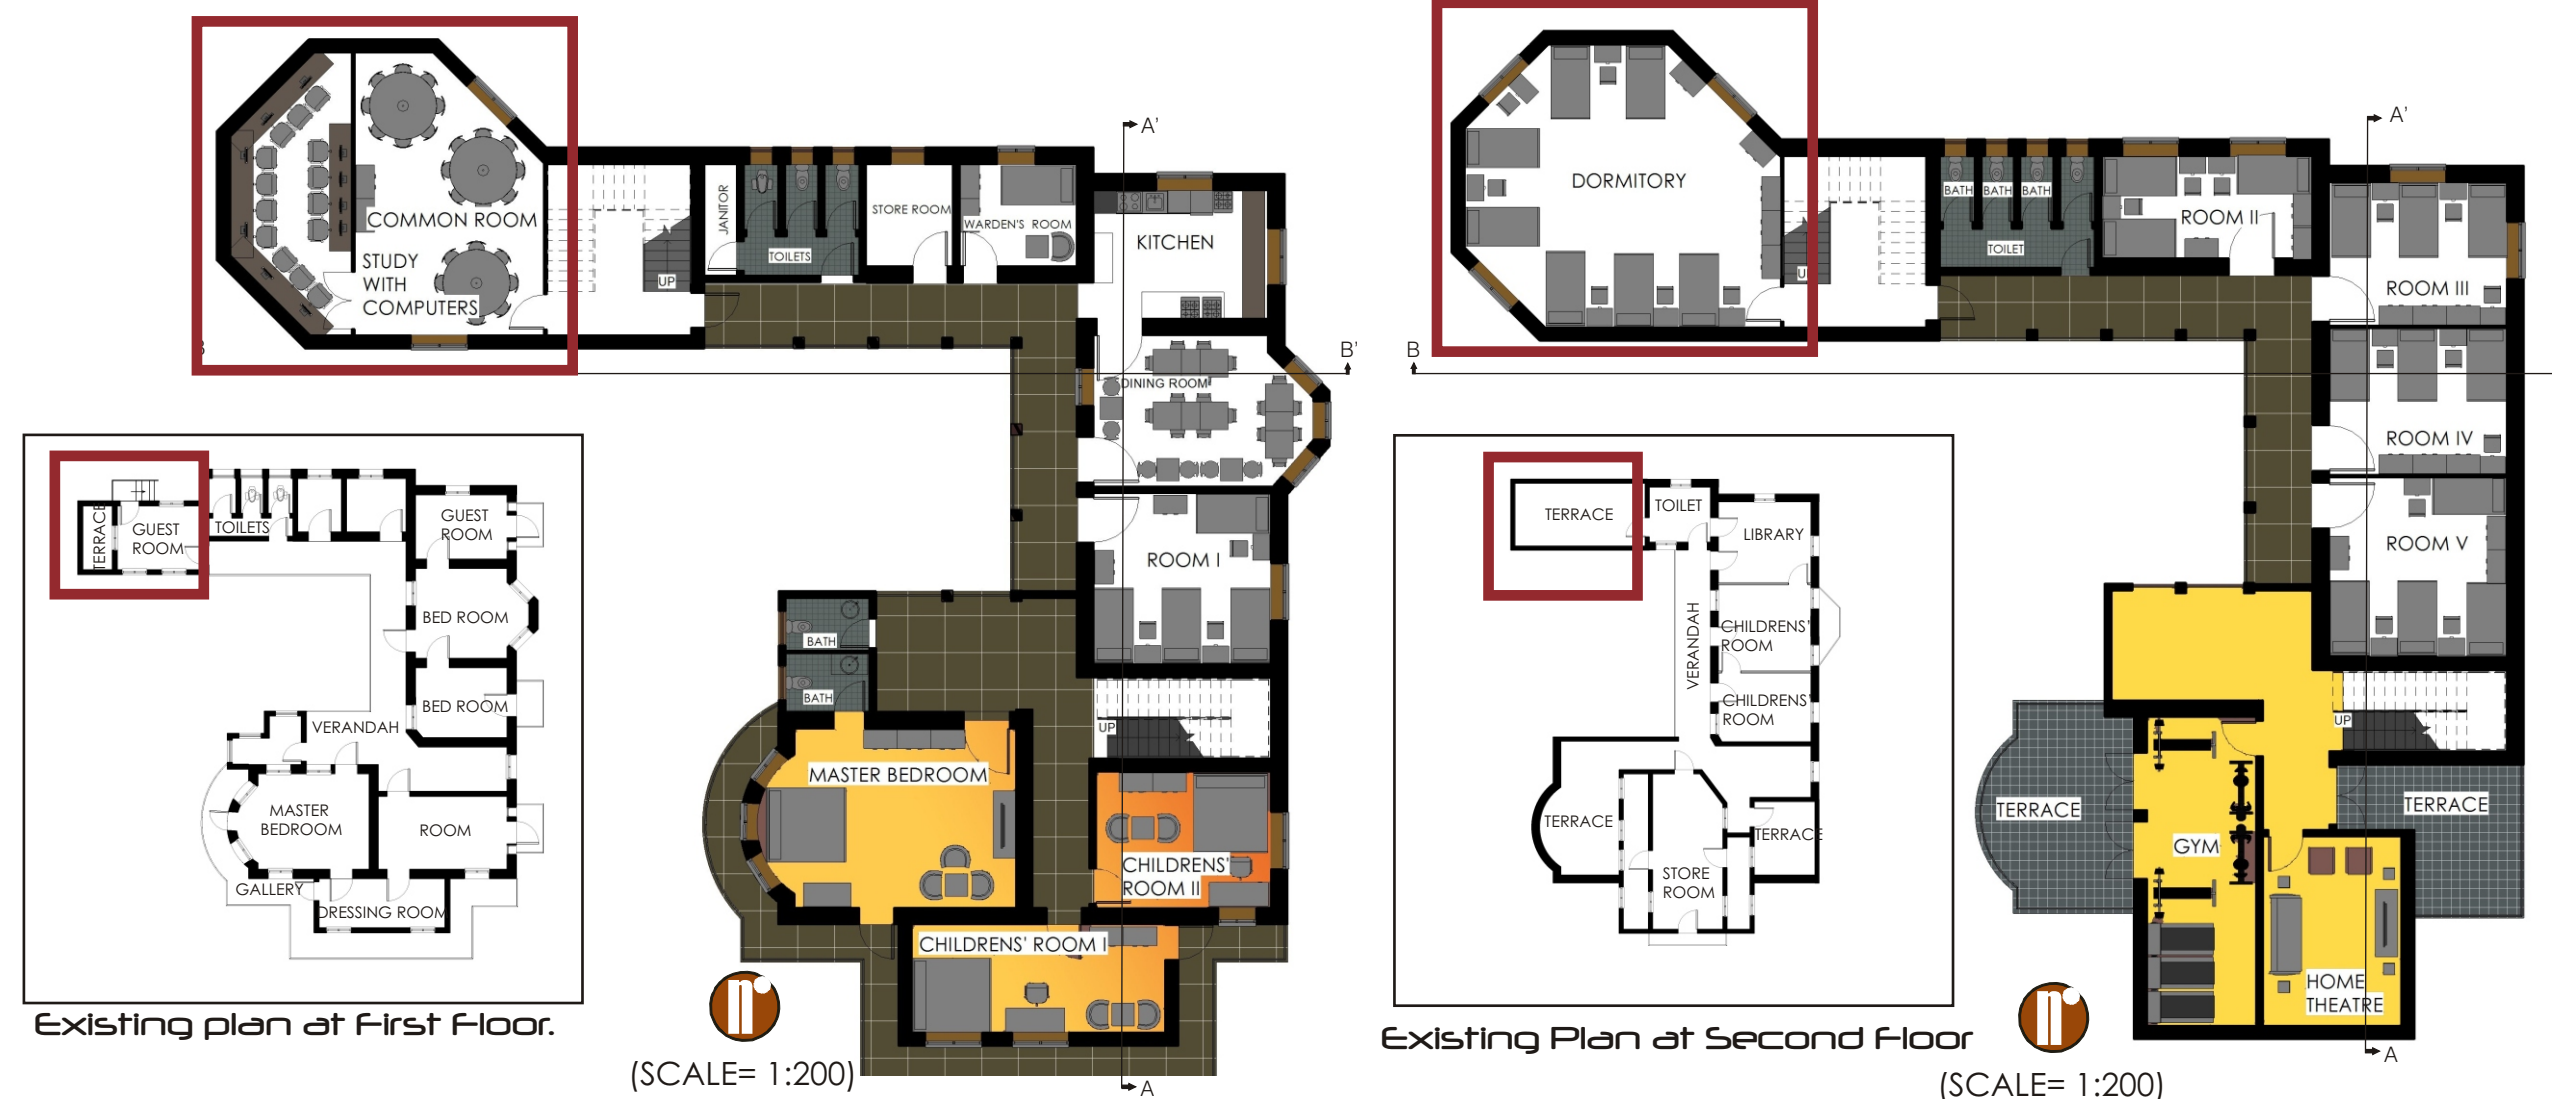 COMMON ROOM
STUDY
WITH
COMPUTERS
UP
JANITOR
TOILETS
STORE ROOM
WARDEN'S ROOM
A'
KITCHEN
DINING ROOM
B'
ROOM I
BATH
BATH
UP
MASTER BEDROOM
CHILDRENS'
ROOM II
CHILDRENS' ROOM I
A
n
(SCALE= 1:200)
TERRACE
GUEST
ROOM
TOILETS
GUEST
ROOM
BED ROOM
BED ROOM
VERANDAH
MASTER
BEDROOM
ROOM
GALLERY
DRESSING ROOM
Existing plan at First Floor.
DORMITORY
UP
BATH
BATH
BATH
TOILET
ROOM II
A'
ROOM III
B
ROOM IV
ROOM V
UP
TERRACE
TERRACE
GYM
HOME
THEATRE
A
n
(SCALE= 1:200)
TERRACE
TOILET
LIBRARY
VERANDAH
CHILDRENS'
ROOM
CHILDRENS'
ROOM
TERRACE
TERRACE
STORE
ROOM
Existing Plan at Second Floor